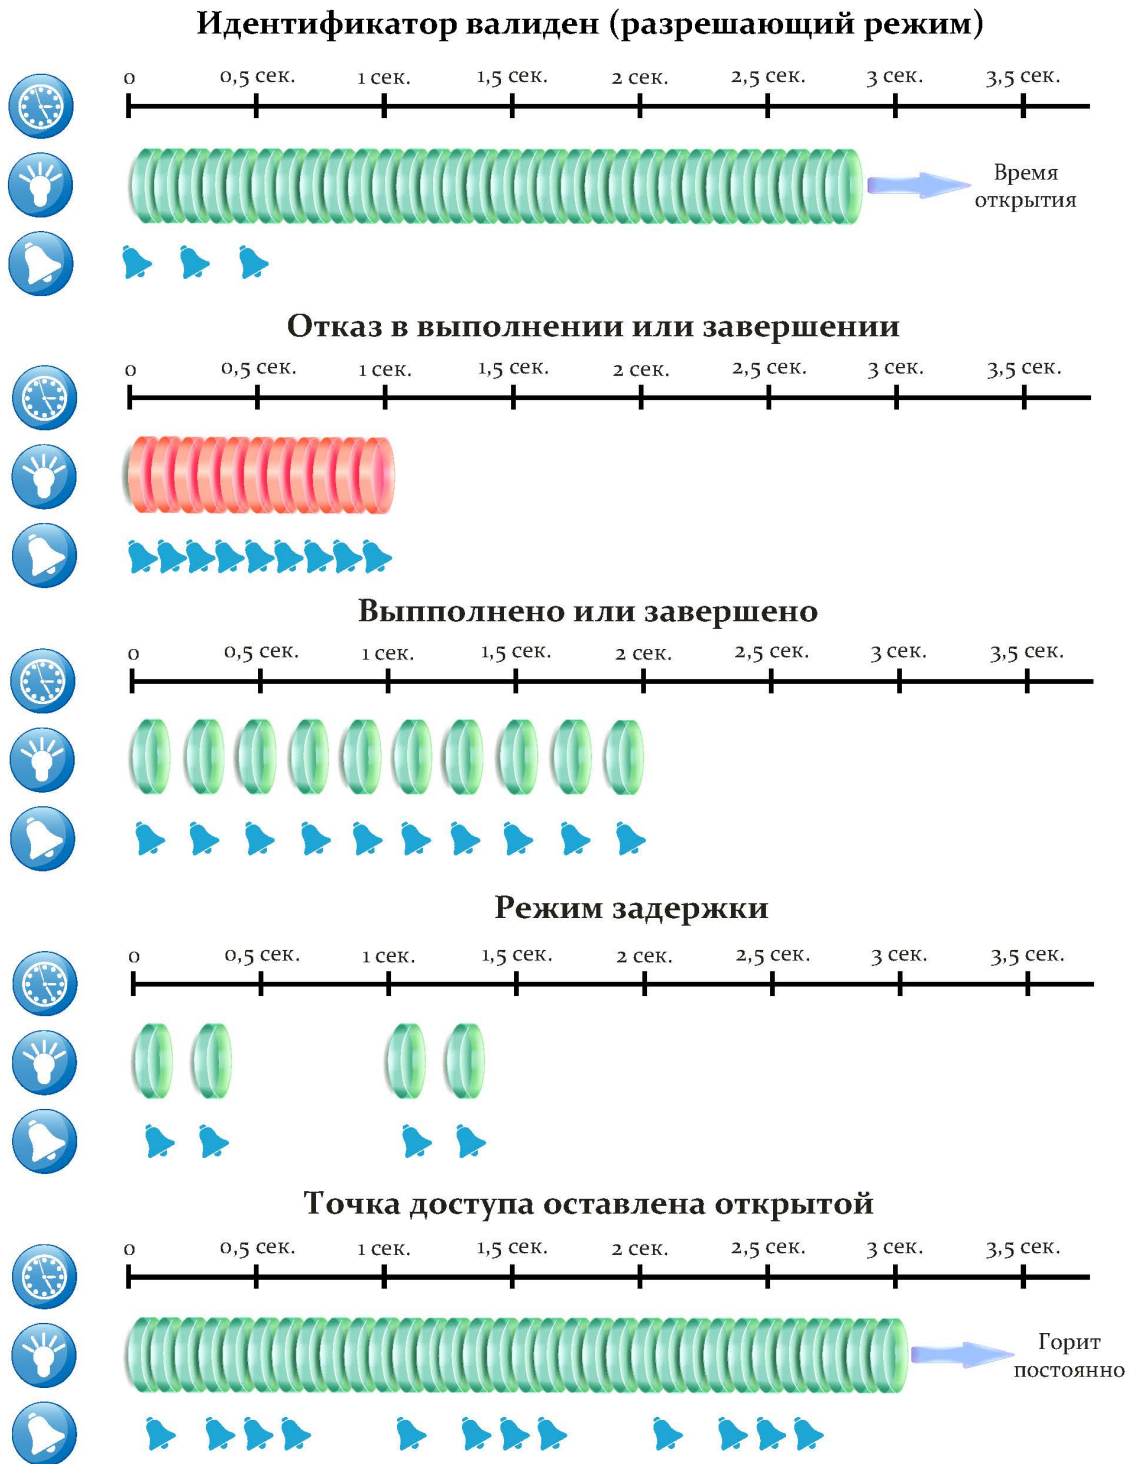 Идентификатор валиден (разрешающий режим)
0 0,5 сек. 1 сек. 1,5 сек. 2 сек. 2,5 сек. 3 сек. 3,5 сек.
Время
открытия
Отказ в выполнении или завершении
0 0,5 сек. 1 сек. 1,5 сек. 2 сек. 2,5 сек. 3 сек. 3,5 сек.
Выпполнено или завершено
0 0,5 сек. 1 сек. 1,5 сек. 2 сек. 2,5 сек. 3 сек. 3,5 сек.
Режим задержки
0 0,5 сек. 1 сек. 1,5 сек. 2 сек. 2,5 сек. 3 сек. 3,5 сек.
Точка доступа оставлена открытой
0 0,5 сек. 1 сек. 1,5 сек. 2 сек. 2,5 сек. 3 сек. 3,5 сек.
Горит
постоянно